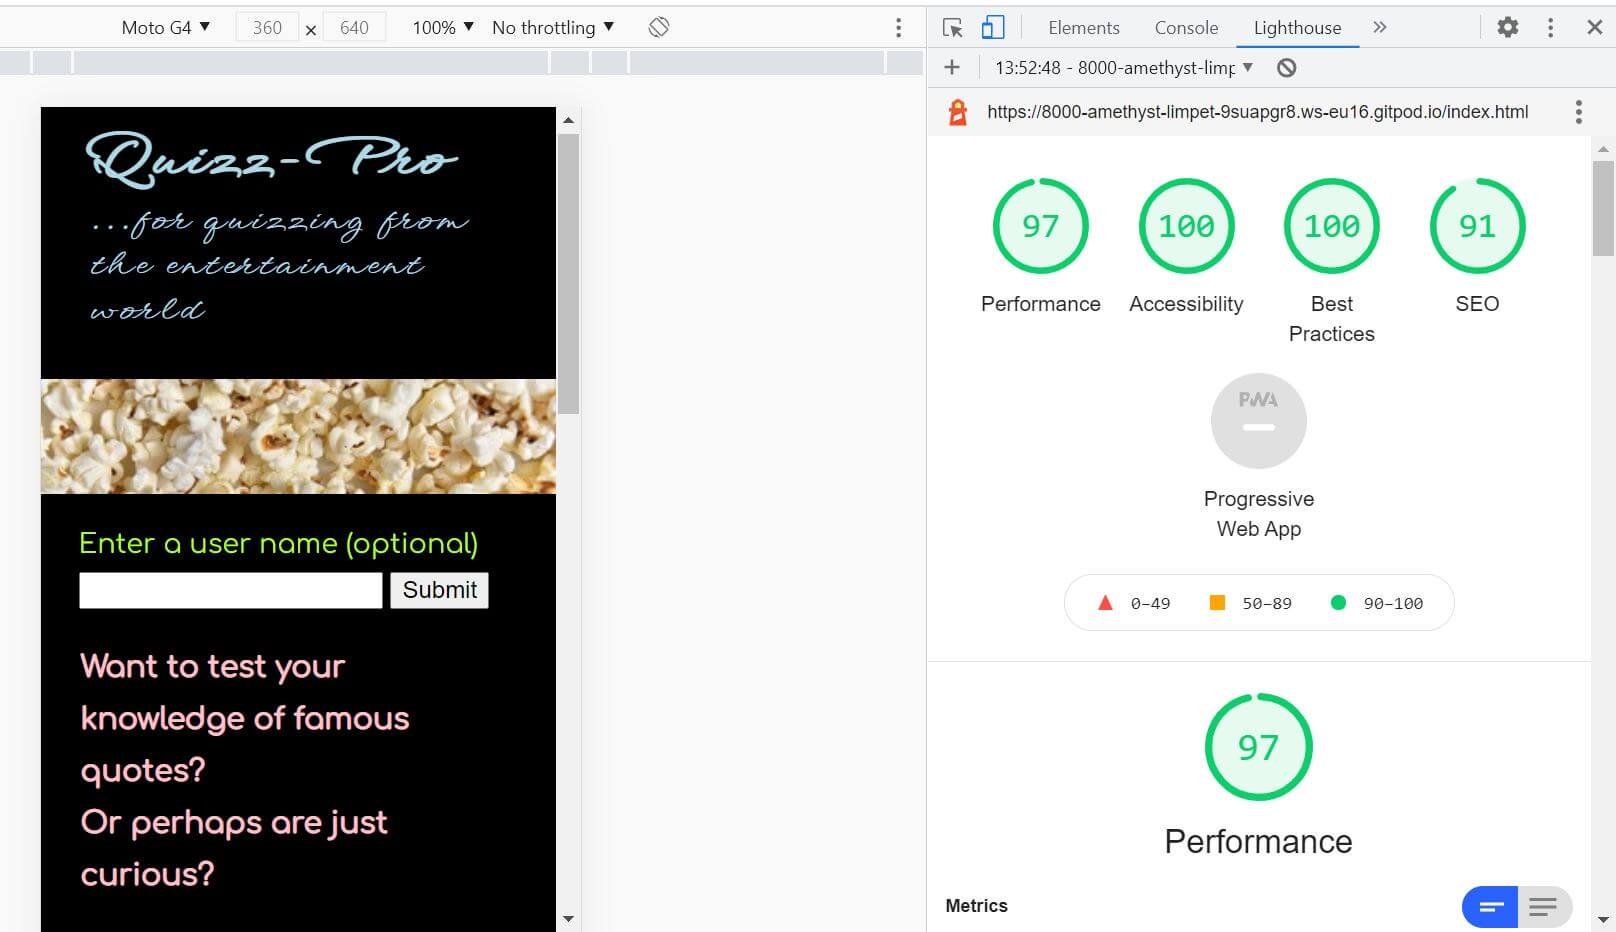 Moto G4 360 × 640 100% No throttling
Elements Console Lighthouse
13:52:48 - 8000-amethyst-limp
https://8000-amethyst-limpet-9suapgr8.ws-eu16.gitpod.io/index.html
Quizz-Pro
...for quizzing from
the entertainment
world
Enter a user name (optional)
Submit
Want to test your
knowledge of famous
quotes?
Or perhaps are just
curious?
97 100 100 91
Performance Accessibility Best SEO
Practices
PWA
Progressive
Web App
0–49 50–89 90–100
97
Performance
Metrics